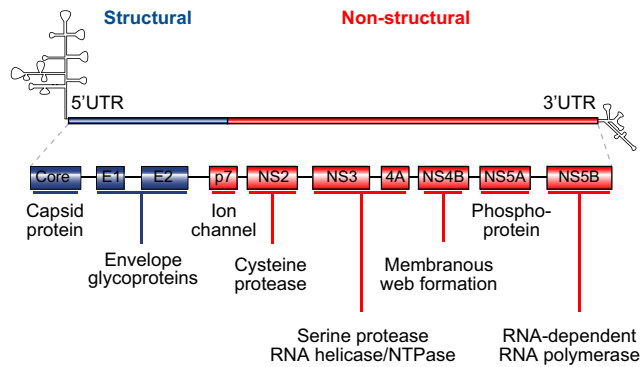 Structural
Non-structural
5'UTR
3'UTR
Core
E1
E2
p7
NS2
NS3
4A
NS4B
NS5A
NS5B
Capsid
protein
Ion
channel
Phospho-
protein
Envelope
glycoproteins
Cysteine
protease
Membranous
web formation
Serine protease
RNA helicase/NTPase
RNA-dependent
RNA polymerase